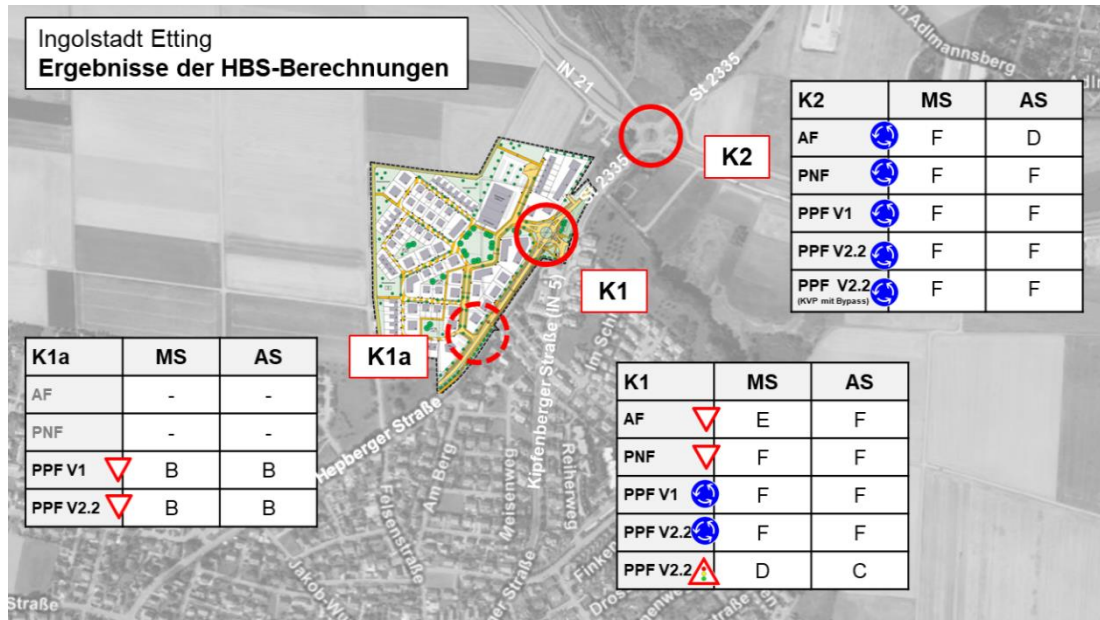 Ingolstadt Etting
Ergebnisse der HBS-Berechnungen
Adlmannsberg
IN 21
St 2335
St 2335
K2
K1
K1a
Kipfenberger Straße (IN 5)
Hepberger Straße
Am Berg
Meisenweg
Reiherweg
Felsenstraße
Straße
K2 MS AS
AF F D
PNF F F
PPF V1 F F
PPF V2.2 F F
PPF V2.2 F F
(KVP mit Bypass)
K1a MS AS
AF - -
PNF - -
PPF V1 B B
PPF V2.2 B B
K1 MS AS
AF E F
PNF F F
PPF V1 F F
PPF V2.2 F F
PPF V2.2 D C